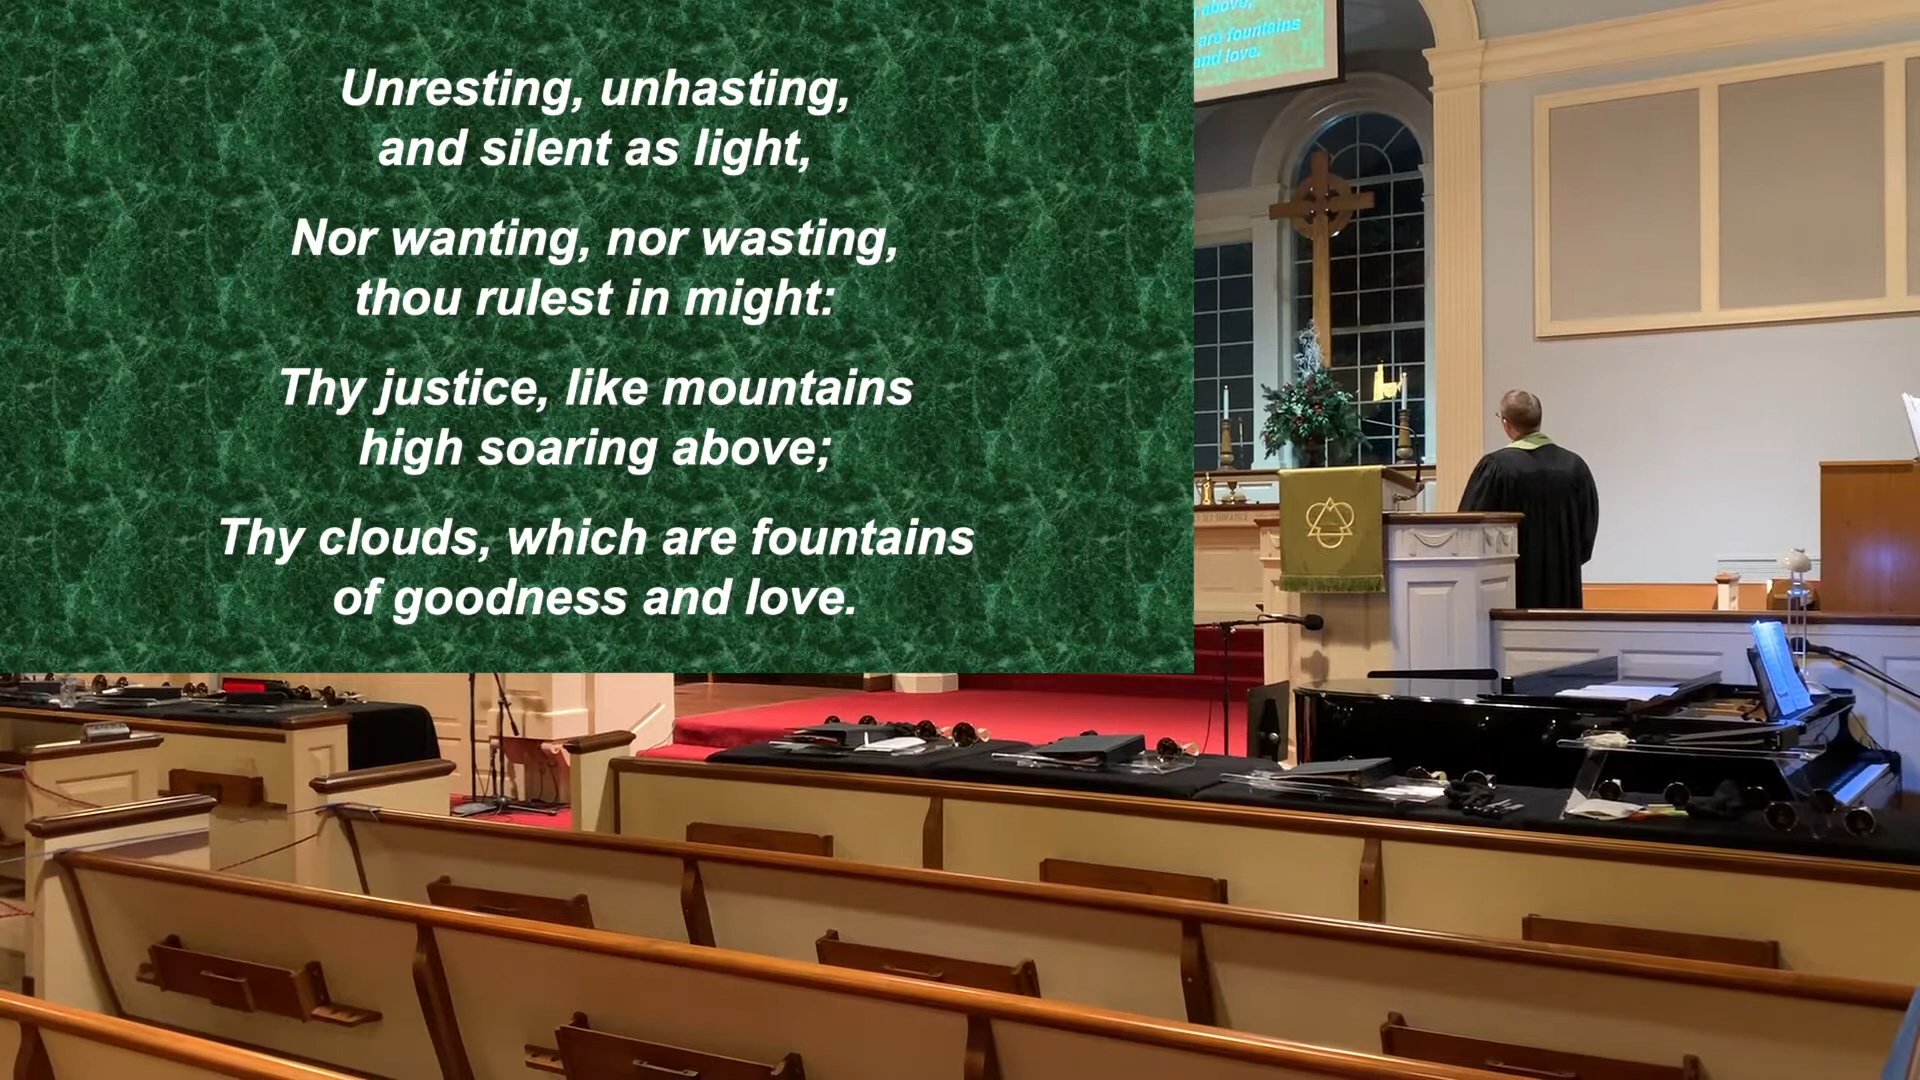 Unresting, unhasting,
and silent as light,
Nor wanting, nor wasting,
thou rulest in might:
Thy justice, like mountains
high soaring above;
Thy clouds, which are fountains
of goodness and love.
above,
are fountains
and love.